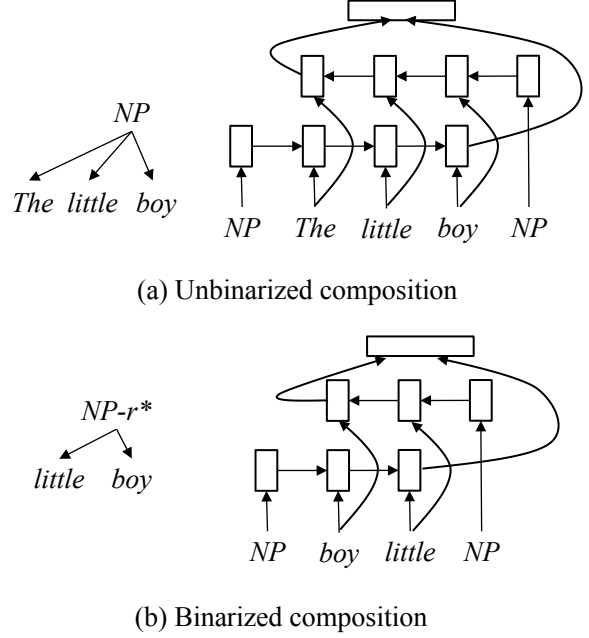 NP
The little boy
NP The little boy NP
(a) Unbinarized composition
NP-r*
little boy
NP boy little NP
(b) Binarized composition